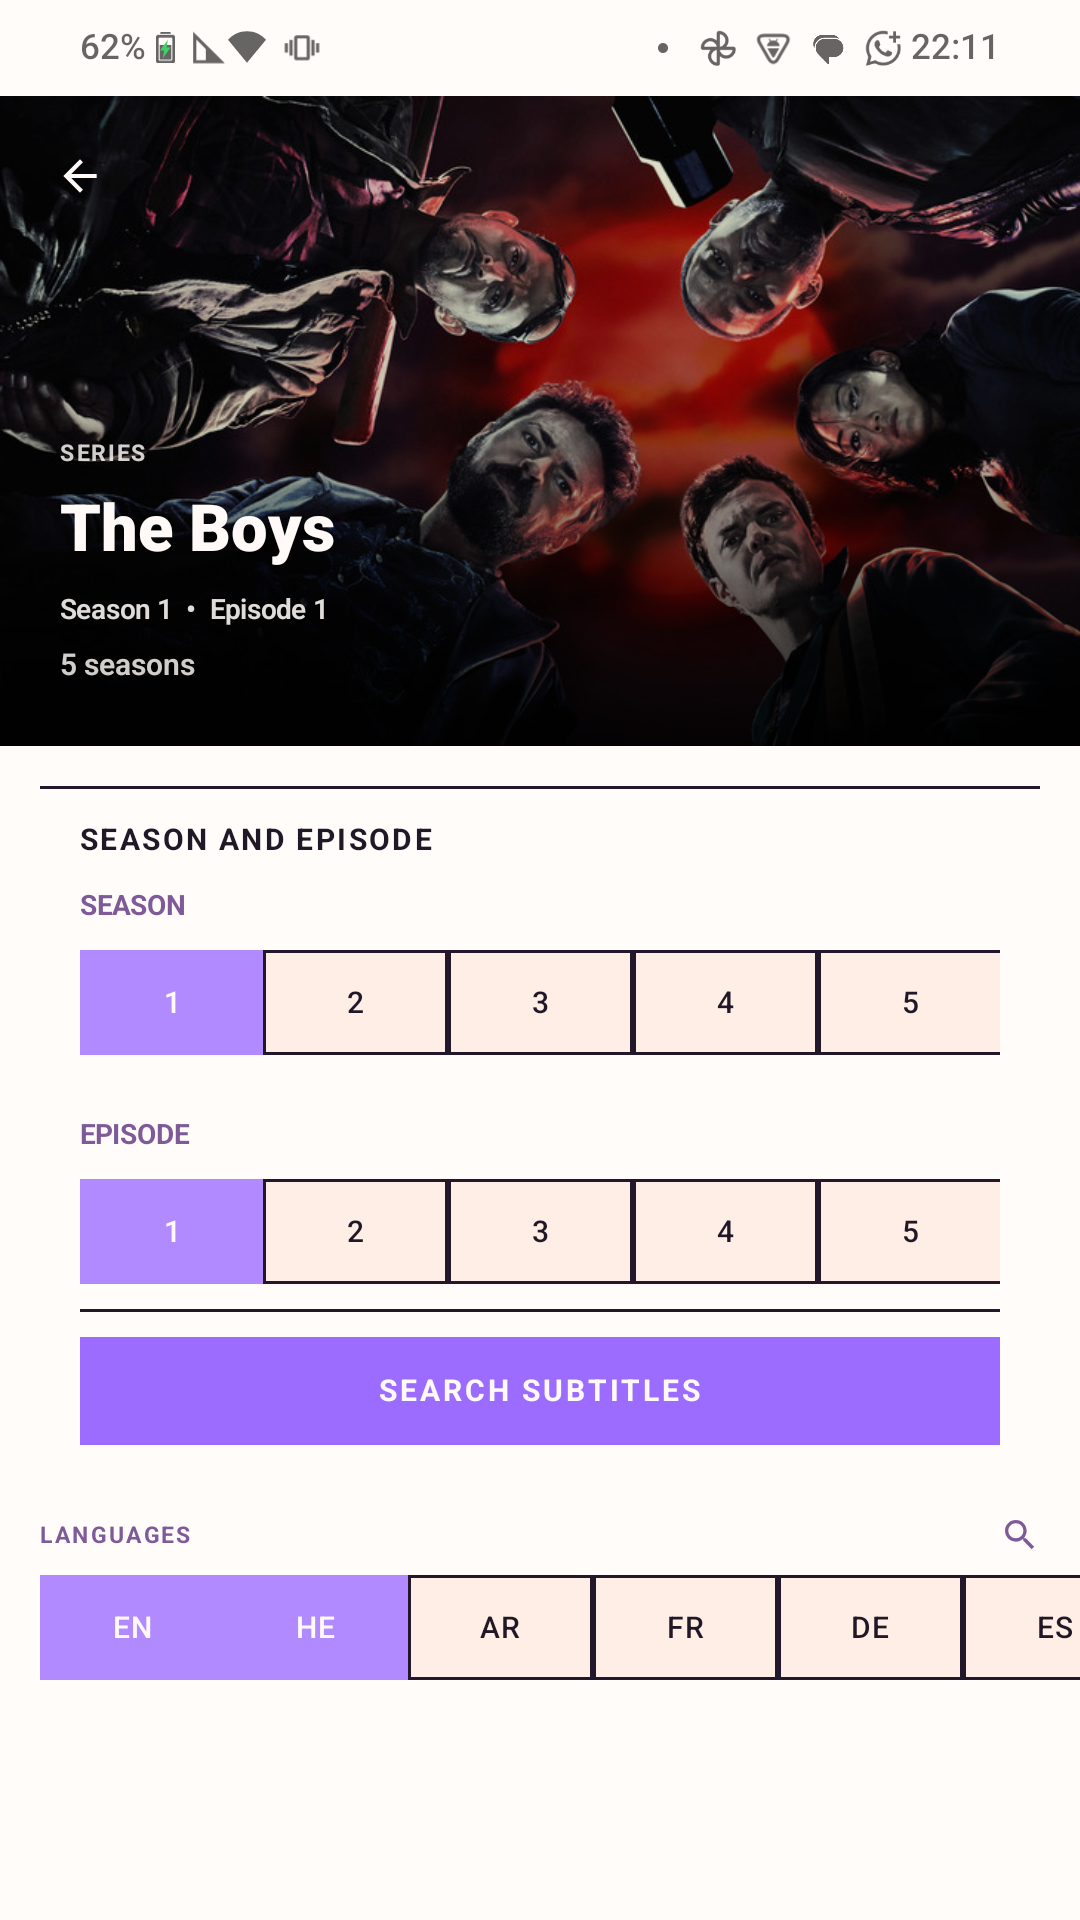 62% 22:11
SERIES
The Boys
Season 1 • Episode 1
5 seasons
SEASON AND EPISODE
SEASON
1 2 3 4 5
EPISODE
1 2 3 4 5
SEARCH SUBTITLES
LANGUAGES
EN HE AR FR DE ES